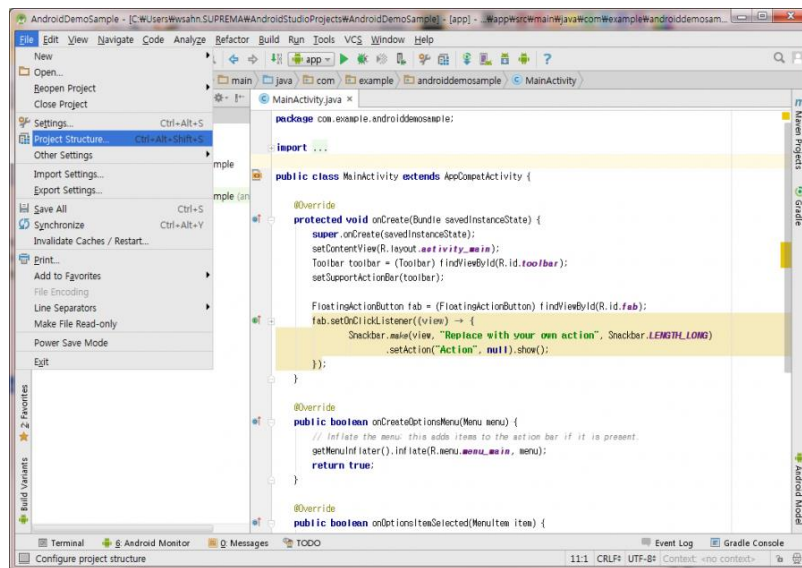 AndroidDemoSample - [C:₩Users₩wsahn.SUPREMA₩AndroidStudioProjects₩AndroidDemoSample] - [app] - ...₩app₩src₩main₩java₩com₩example₩androiddemosam...
File Edit View Navigate Code Analyze Refactor Build Run Tools VCS Window Help
New
Open...
Reopen Project
Close Project
Settings... Ctrl+Alt+S
Project Structure... Ctrl+Alt+Shift+S
Other Settings
Import Settings...
Export Settings...
Save All Ctrl+S
Synchronize Ctrl+Alt+Y
Invalidate Caches / Restart...
Print...
Add to Favorites
File Encoding
Line Separators
Make File Read-only
Power Save Mode
Exit
app
main java com example androiddemosample MainActivity
mple
mple (an
MainActivity.java
package com.example.androiddemosample;
import ...
public class MainActivity extends AppCompatActivity {
@Override
protected void onCreate(Bundle savedInstanceState) {
super.onCreate(savedInstanceState);
setContentView(R.layout.activity_main);
Toolbar toolbar = (Toolbar) findViewById(R.id.toolbar);
setSupportActionBar(toolbar);
FloatingActionButton fab = (FloatingActionButton) findViewById(R.id.fab);
fab.setOnClickListener((view) → {
Snackbar.make(view, "Replace with your own action", Snackbar.LENGTH_LONG)
.setAction("Action", null).show();
});
}
@Override
public boolean onCreateOptionsMenu(Menu menu) {
// Inflate the menu; this adds items to the action bar if it is present.
getMenuInflater().inflate(R.menu.menu_main, menu);
return true;
}
@Override
public boolean onOptionsItemSelected(MenuItem item) {
2: Favorites
Build Variants
Maven Projects
Gradle
Android Model
Terminal 6: Android Monitor 0: Messages TODO Event Log Gradle Console
Configure project structure 11:1 CRLF UTF-8 Context: <no context>